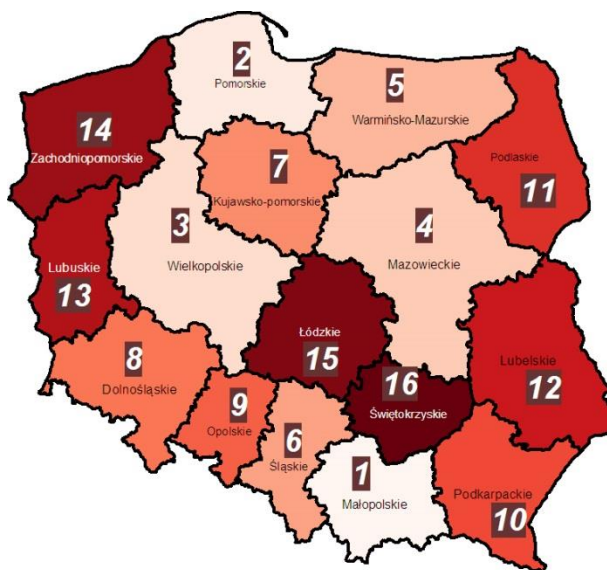 2
Pomorskie
5
Warmińsko-Mazurskie
14
Zachodniopomorskie
7
Kujawsko-pomorskie
Podlaskie
11
3
Wielkopolskie
4
Mazowieckie
Lubuskie
13
Łódzkie
15
8
Dolnośląskie
16
Świętokrzyskie
Lubelskie
12
9
Opolskie
6
Śląskie
1
Małopolskie
Podkarpackie
10